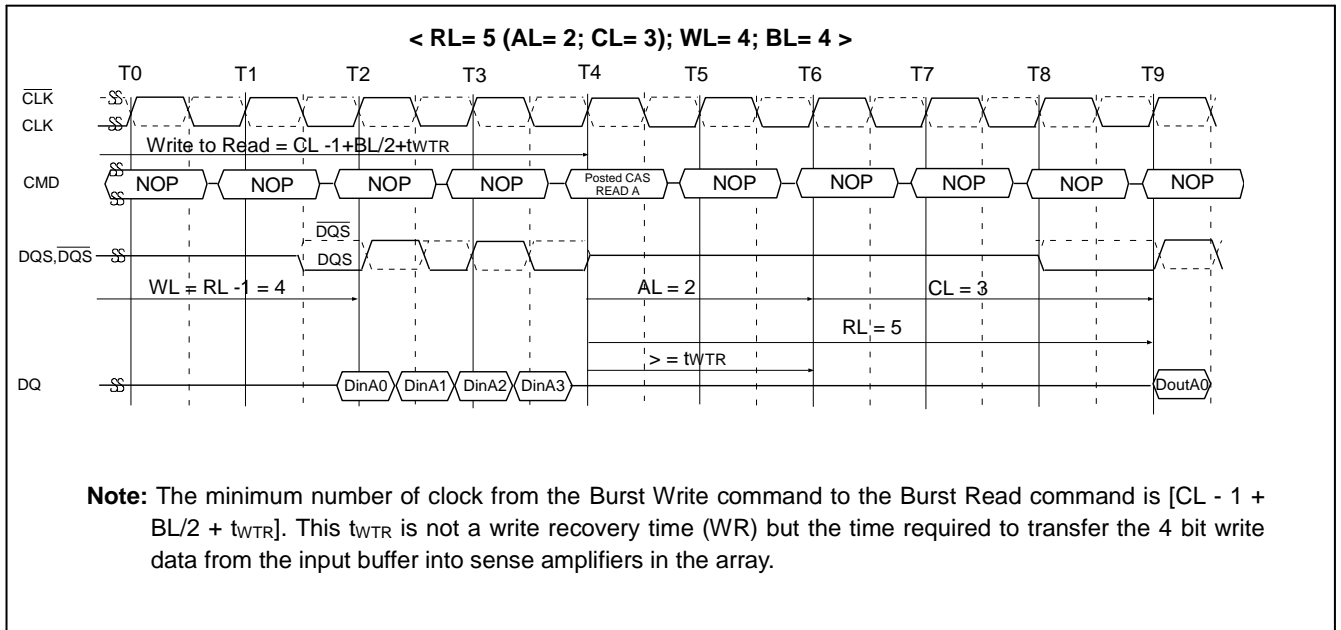 < RL= 5 (AL= 2; CL= 3); WL= 4; BL= 4 >
T0 T1 T2 T3 T4 T5 T6 T7 T8 T9
CLK
CLK
Write to Read = CL -1+BL/2+tWTR
CMD NOP NOP NOP NOP Posted CAS READ A NOP NOP NOP NOP NOP
DQS
DQS,DQS DQS
WL = RL -1 = 4 AL = 2 CL = 3
RL = 5
> = tWTR
DQ DinA0 DinA1 DinA2 DinA3 DoutA0
Note: The minimum number of clock from the Burst Write command to the Burst Read command is [CL - 1 +
BL/2 + tWTR]. This tWTR is not a write recovery time (WR) but the time required to transfer the 4 bit write
data from the input buffer into sense amplifiers in the array.